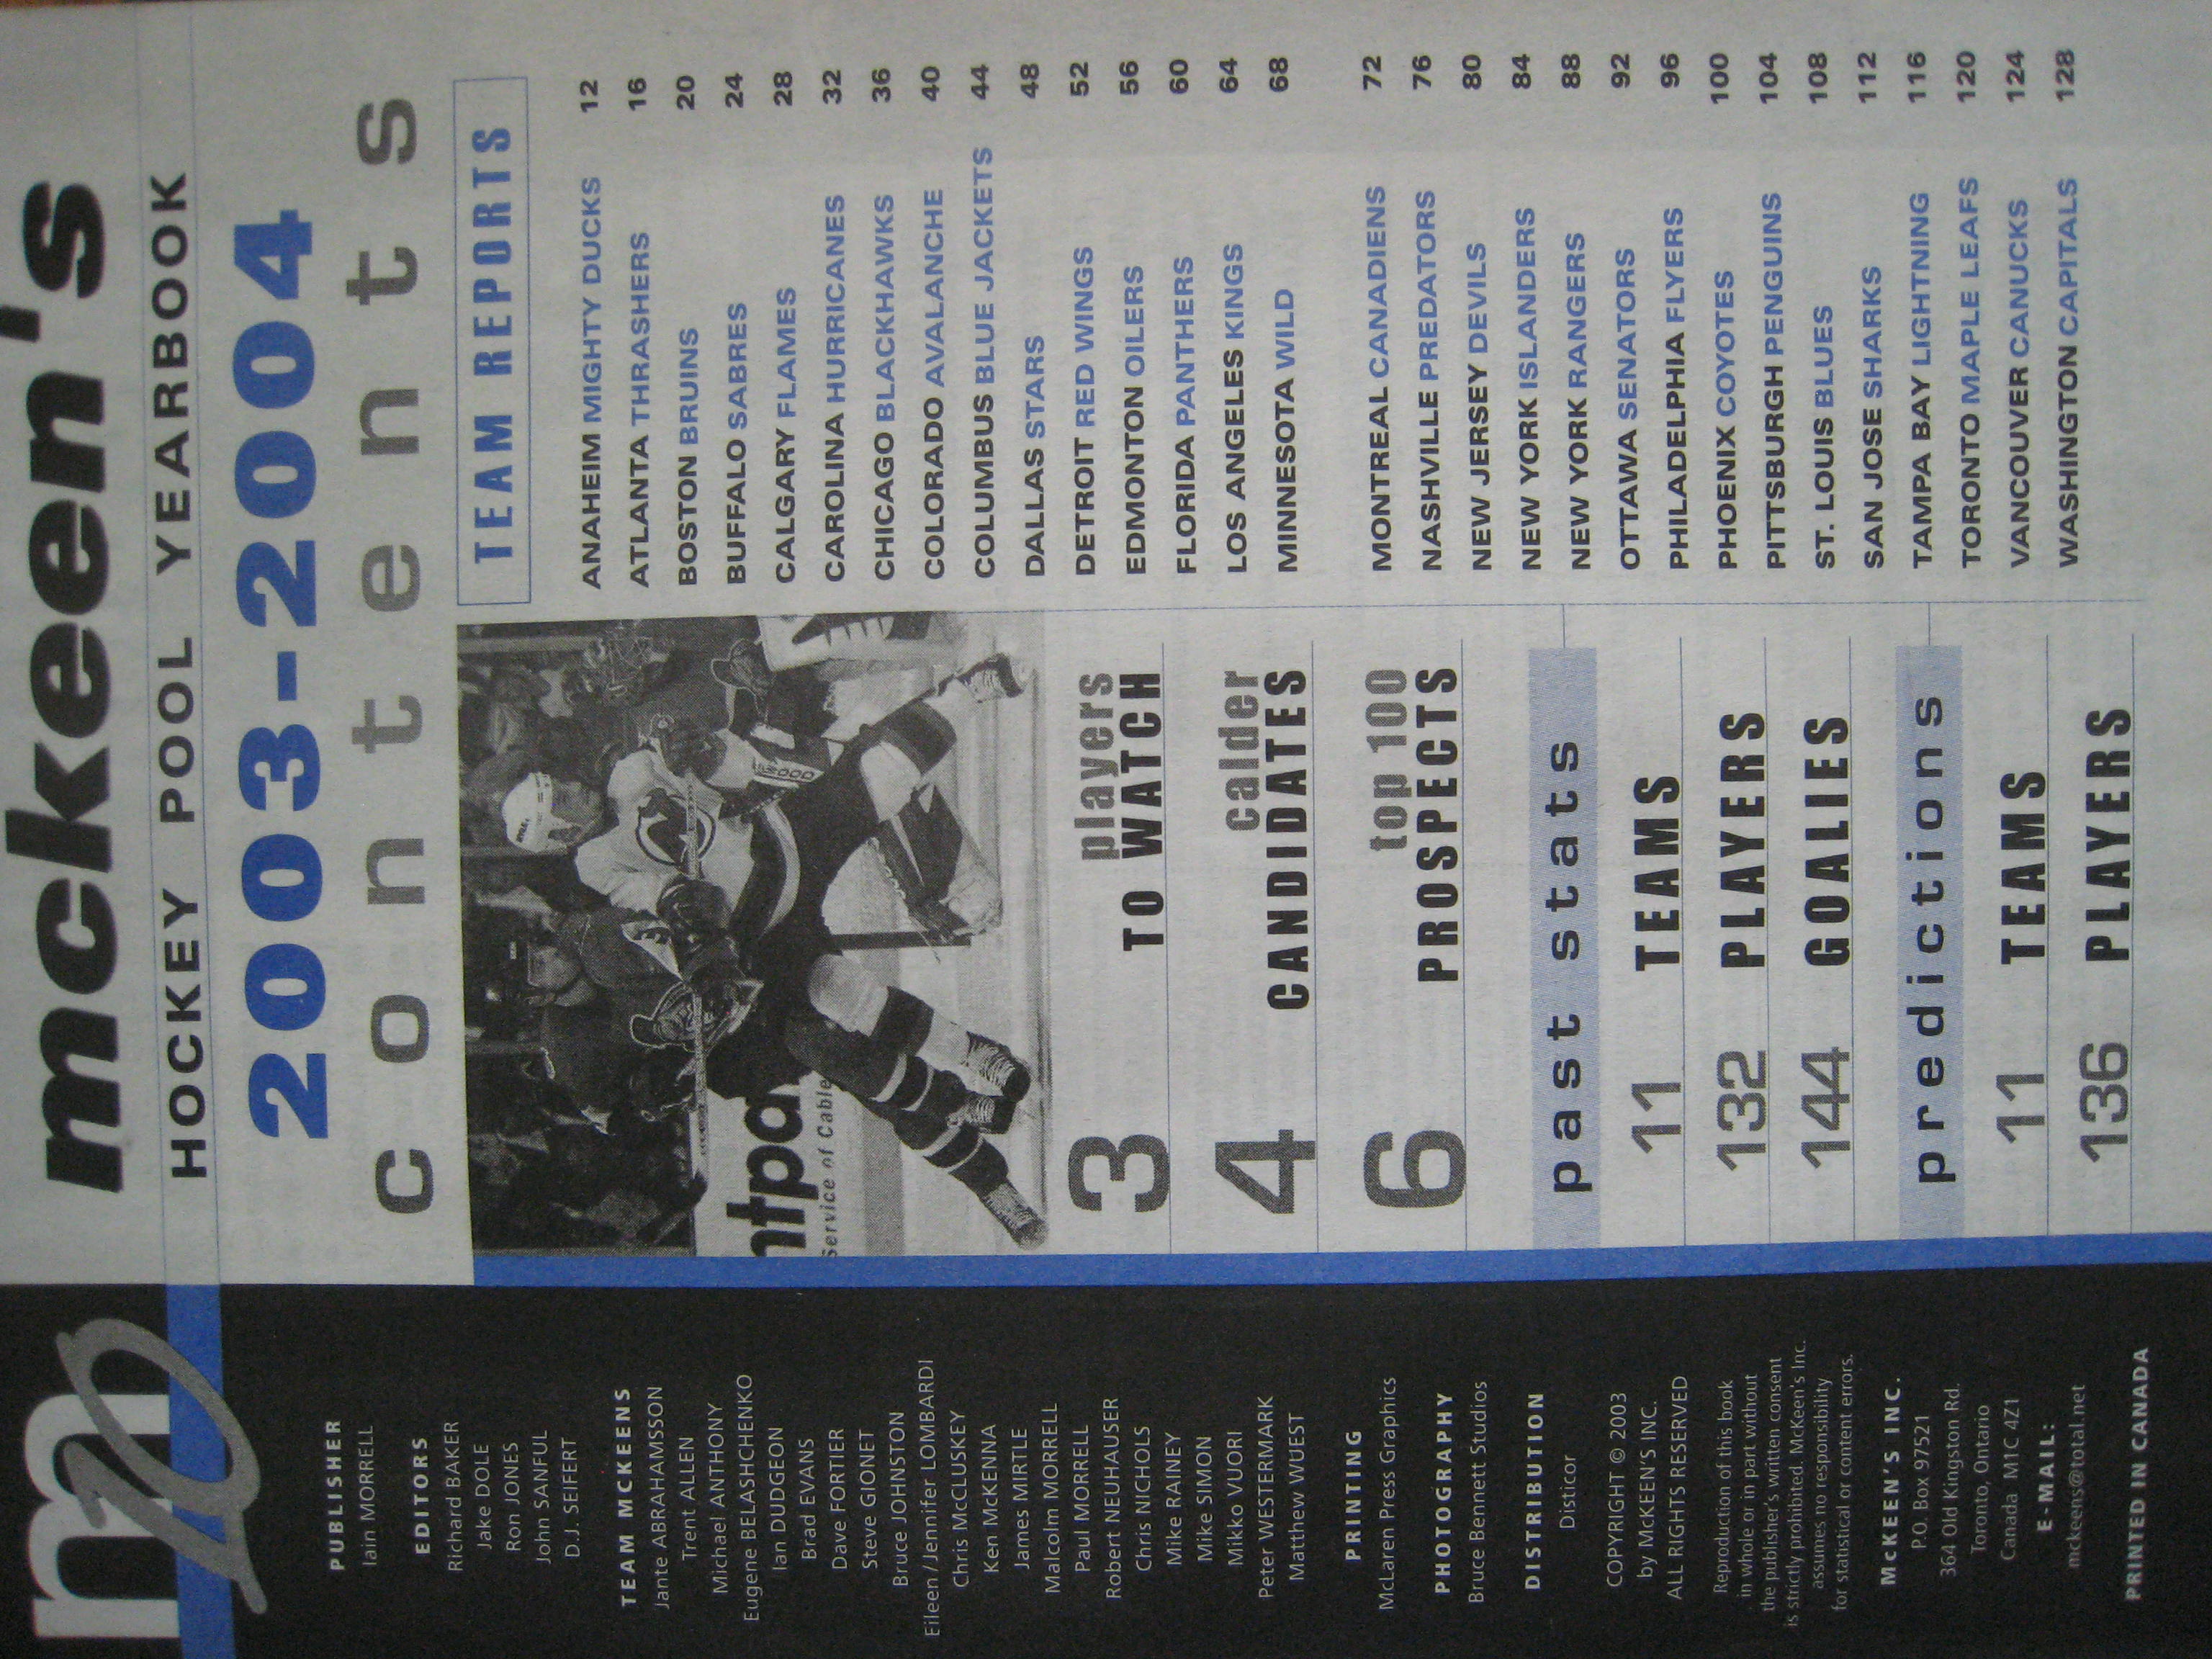 m
mckeen's
HOCKEY POOL YEARBOOK
2003-2004
contents
PUBLISHER
Iain MORRELL
EDITORS
Richard BAKER
Jake DOLE
Ron JONES
John SANFUL
D.J. SEIFERT
TEAM MCKEENS
Jante ABRAHAMSSON
Trent ALLEN
Michael ANTHONY
Eugene BELASHCHENKO
Ian DUDGEON
Brad EVANS
Dave FORTIER
Steve GIONET
Bruce JOHNSTON
Eileen / Jennifer LOMBARDI
Chris McCLUSKEY
Ken McKENNA
James MIRTLE
Malcolm MORRELL
Paul MORRELL
Robert NEUHAUSER
Chris NICHOLS
Mike RAINEY
Mike SIMON
Mikko VUORI
Peter WESTERMARK
Matthew WUEST
PRINTING
McLaren Press Graphics
PHOTOGRAPHY
Bruce Bennett Studios
DISTRIBUTION
Disticor
COPYRIGHT © 2003
by McKEEN'S INC.
ALL RIGHTS RESERVED
Reproduction of this book
in whole or in part without
the publisher's written consent
is strictly prohibited. McKeen's Inc.
assumes no responsibility
for statistical or content errors.
McKEEN'S INC.
P.O. Box 97521
364 Old Kingston Rd.
Toronto, Ontario
Canada M1C 4Z1
E-MAIL:
mckeens@total.net
PRINTED IN CANADA
ntpa
Service of Cable
3 players
TO WATCH
4 calder
CANDIDATES
6 top 100
PROSPECTS
past stats
11 TEAMS
132 PLAYERS
144 GOALIES
predictions
11 TEAMS
136 PLAYERS
TEAM REPORTS
ANAHEIM MIGHTY DUCKS 12
ATLANTA THRASHERS 16
BOSTON BRUINS 20
BUFFALO SABRES 24
CALGARY FLAMES 28
CAROLINA HURRICANES 32
CHICAGO BLACKHAWKS 36
COLORADO AVALANCHE 40
COLUMBUS BLUE JACKETS 44
DALLAS STARS 48
DETROIT RED WINGS 52
EDMONTON OILERS 56
FLORIDA PANTHERS 60
LOS ANGELES KINGS 64
MINNESOTA WILD 68
MONTREAL CANADIENS 72
NASHVILLE PREDATORS 76
NEW JERSEY DEVILS 80
NEW YORK ISLANDERS 84
NEW YORK RANGERS 88
OTTAWA SENATORS 92
PHILADELPHIA FLYERS 96
PHOENIX COYOTES 100
PITTSBURGH PENGUINS 104
ST. LOUIS BLUES 108
SAN JOSE SHARKS 112
TAMPA BAY LIGHTNING 116
TORONTO MAPLE LEAFS 120
VANCOUVER CANUCKS 124
WASHINGTON CAPITALS 128